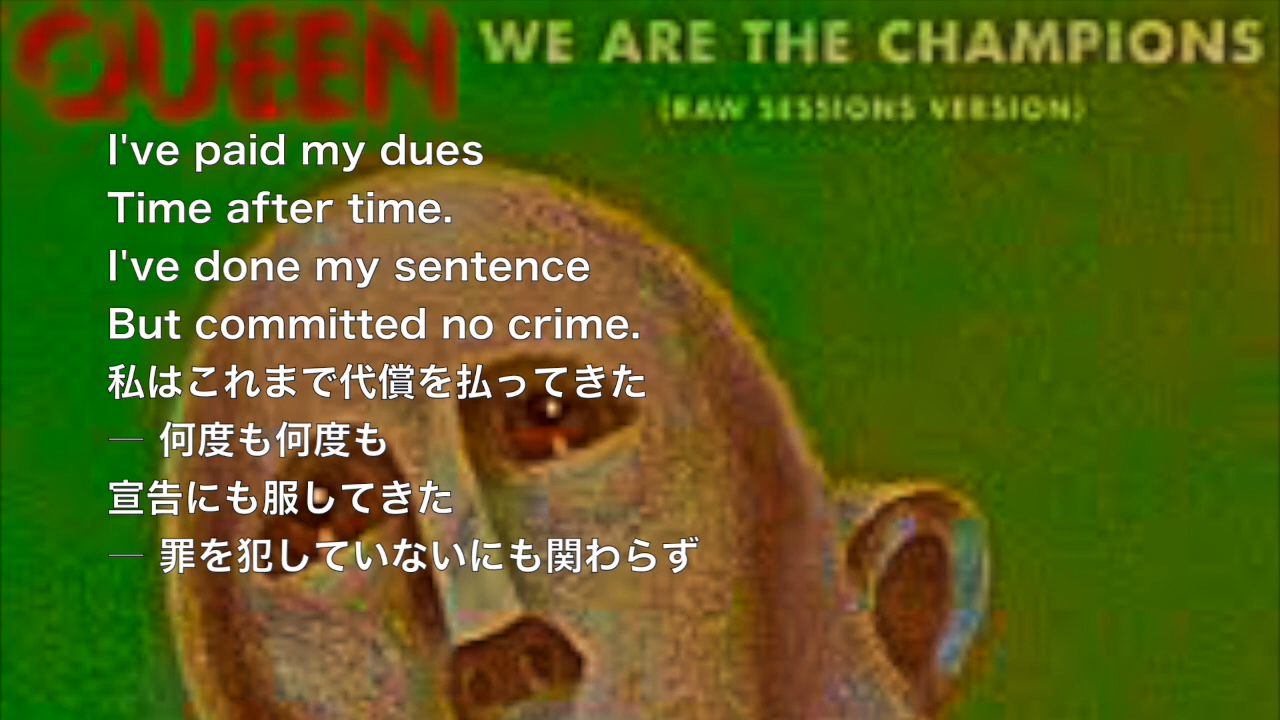 QUEEN WE ARE THE CHAMPIONS
(RAW SESSIONS VERSION)
I've paid my dues
Time after time.
I've done my sentence
But committed no crime.
私はこれまで代償を払ってきた
― 何度も何度も
宣告にも服してきた
― 罪を犯していないにも関わらず